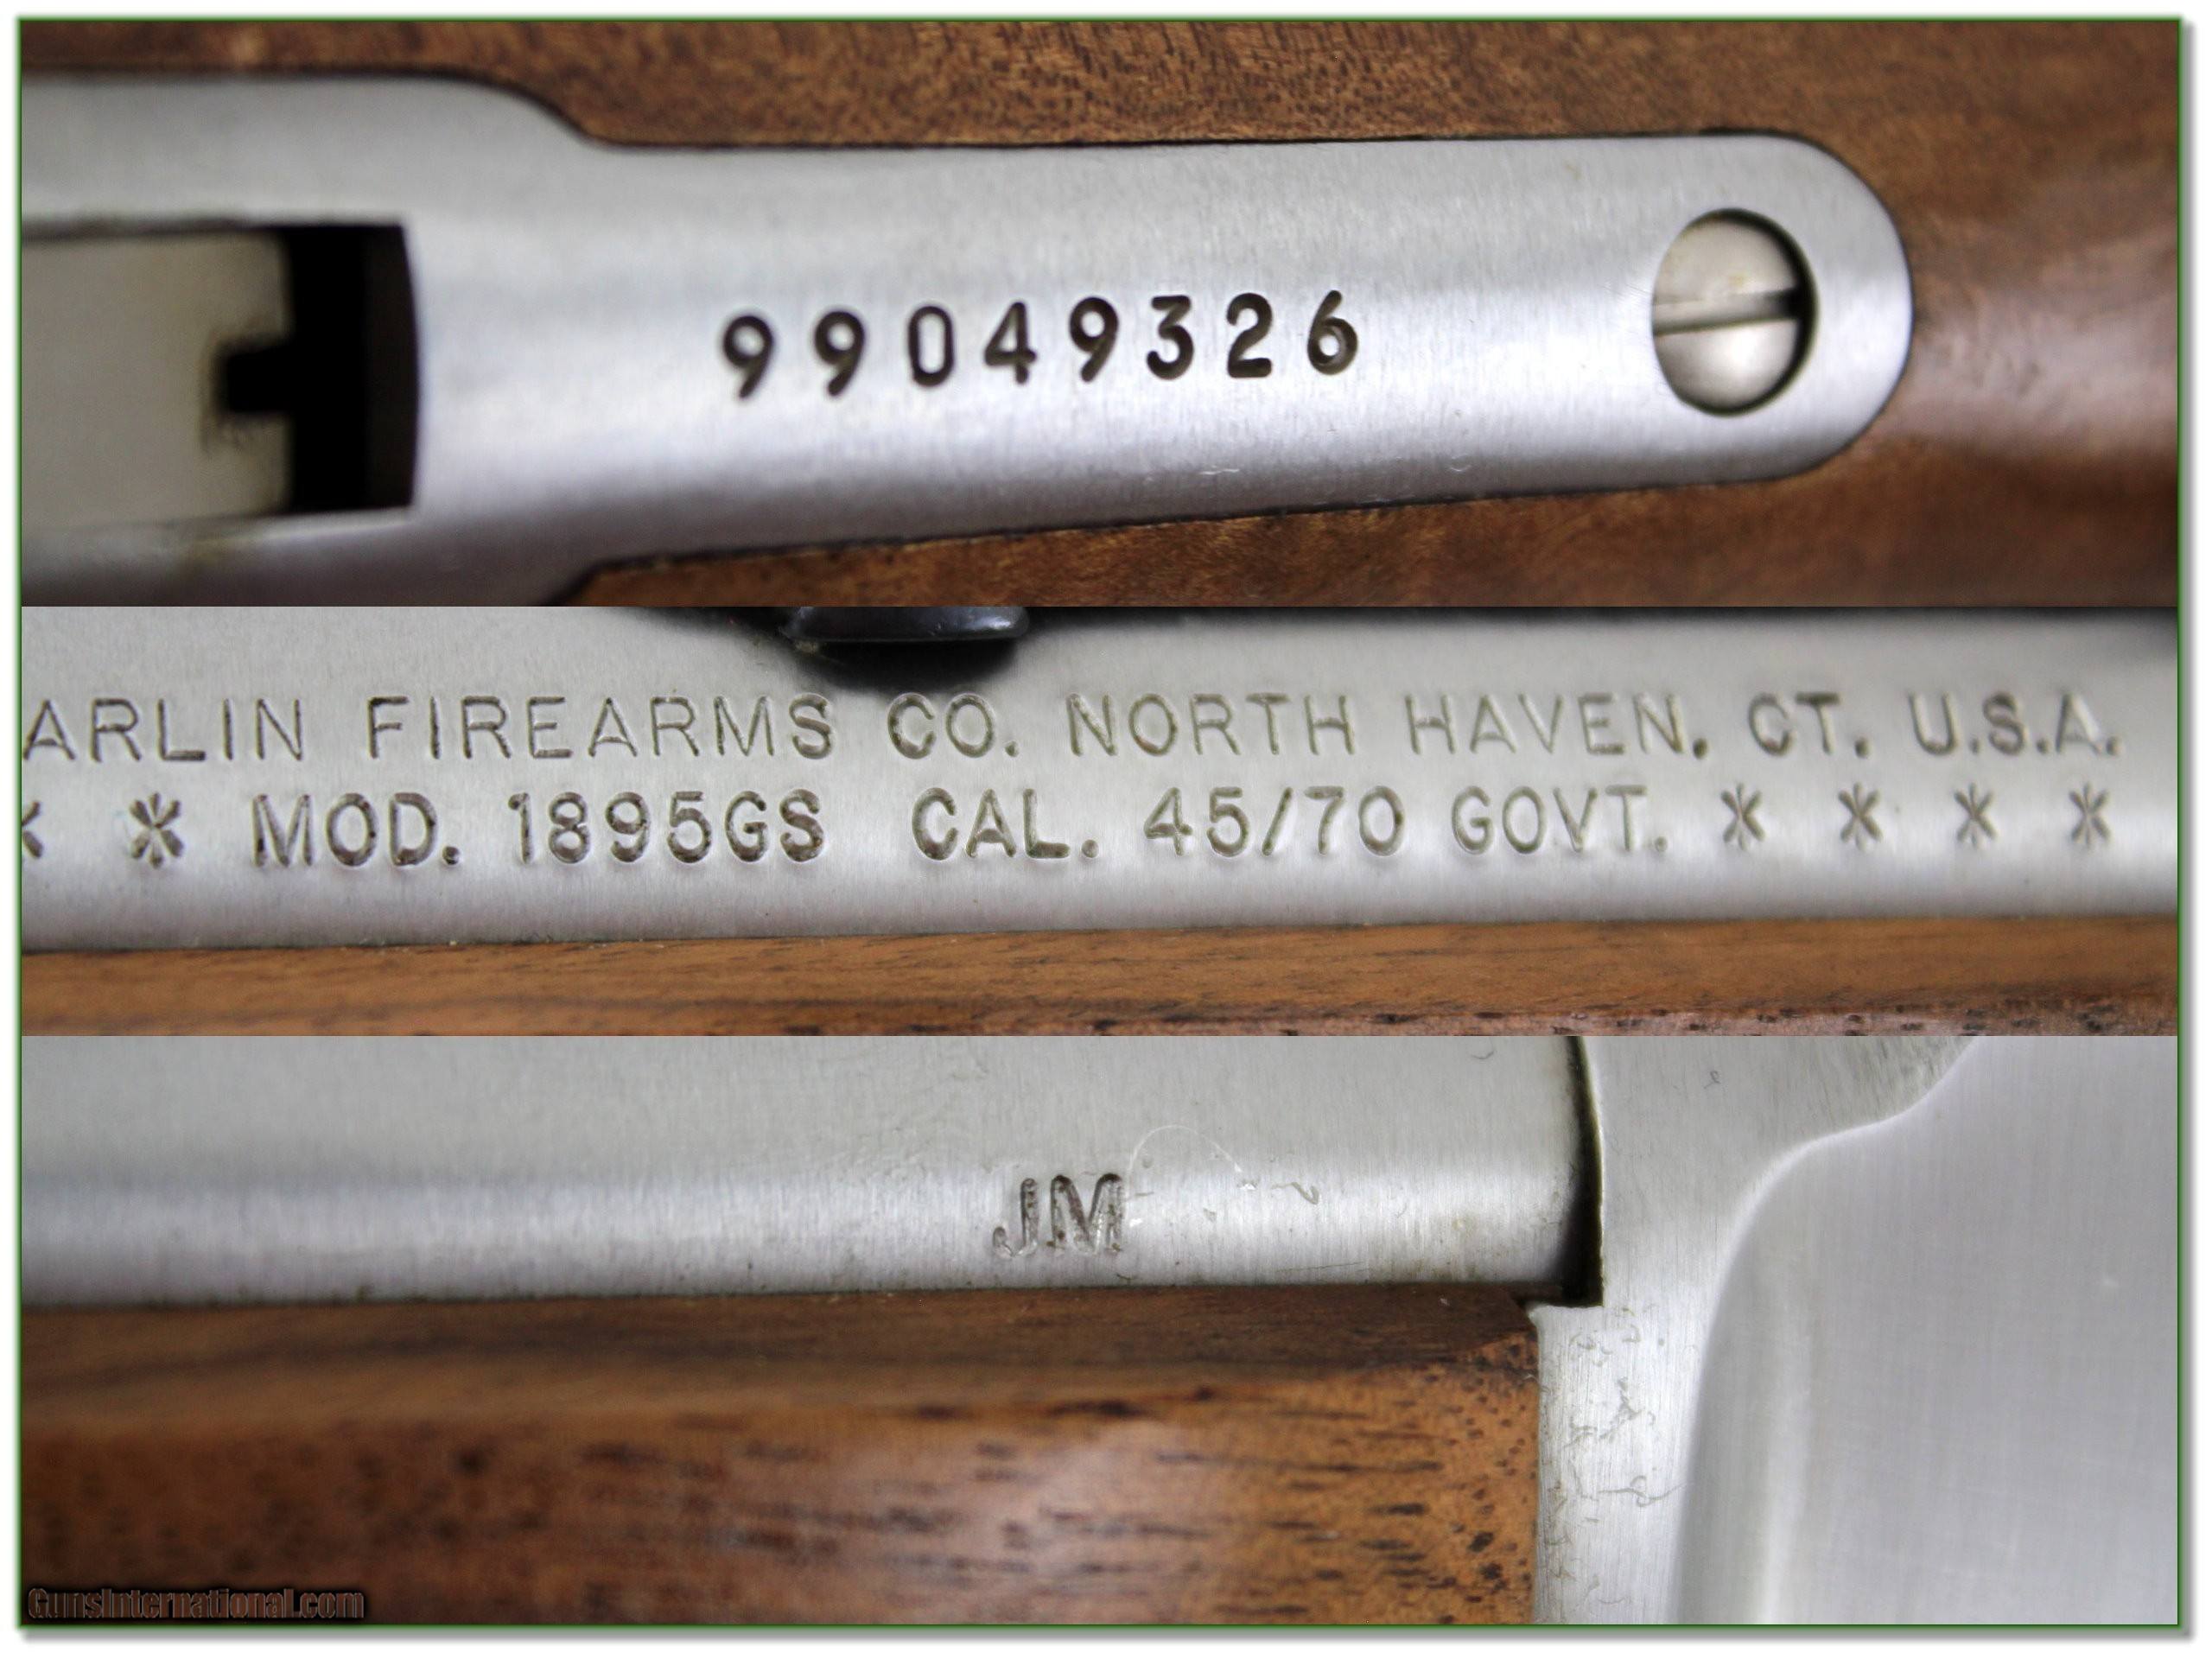 99049326
ARLIN FIREARMS CO. NORTH HAVEN, CT. U.S.A.
* * MOD. 1895GS CAL. 45/70 GOVT. * * * *
JM
GunsInternational.com